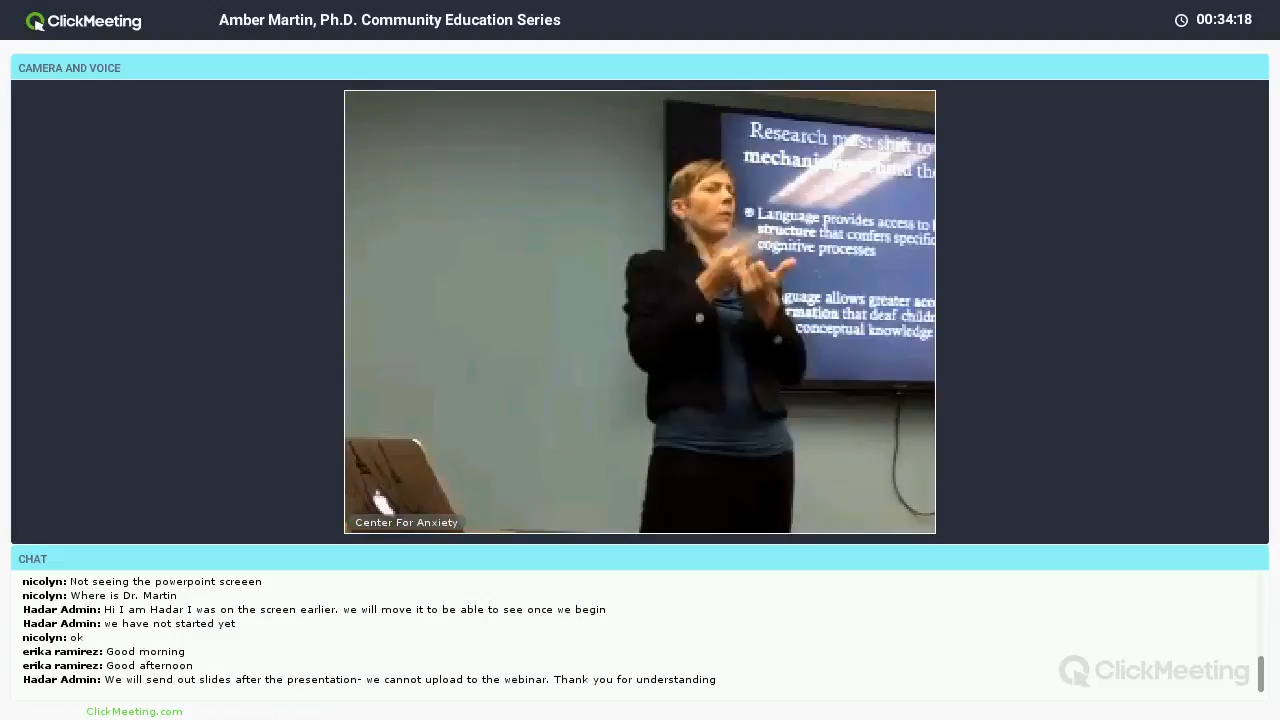 ClickMeeting
Amber Martin, Ph.D. Community Education Series
00:34:18
CAMERA AND VOICE
Research must shift to
the
Language provides access to
structure that confers
cognitive processes
allows greater
that deaf
conceptual knowledge
Center For Anxiety
CHAT
nicolyn: Not seeing the powerpoint screeen
nicolyn: Where is Dr. Martin
Hadar Admin: Hi I am Hadar I was on the screen earlier. we will move it to be able to see once we begin
Hadar Admin: we have not started yet
nicolyn: ok
erika ramirez: Good morning
erika ramirez: Good afternoon
Hadar Admin: We will send out slides after the presentation- we cannot upload to the webinar. Thank you for understanding
ClickMeeting
ClickMeeting.com